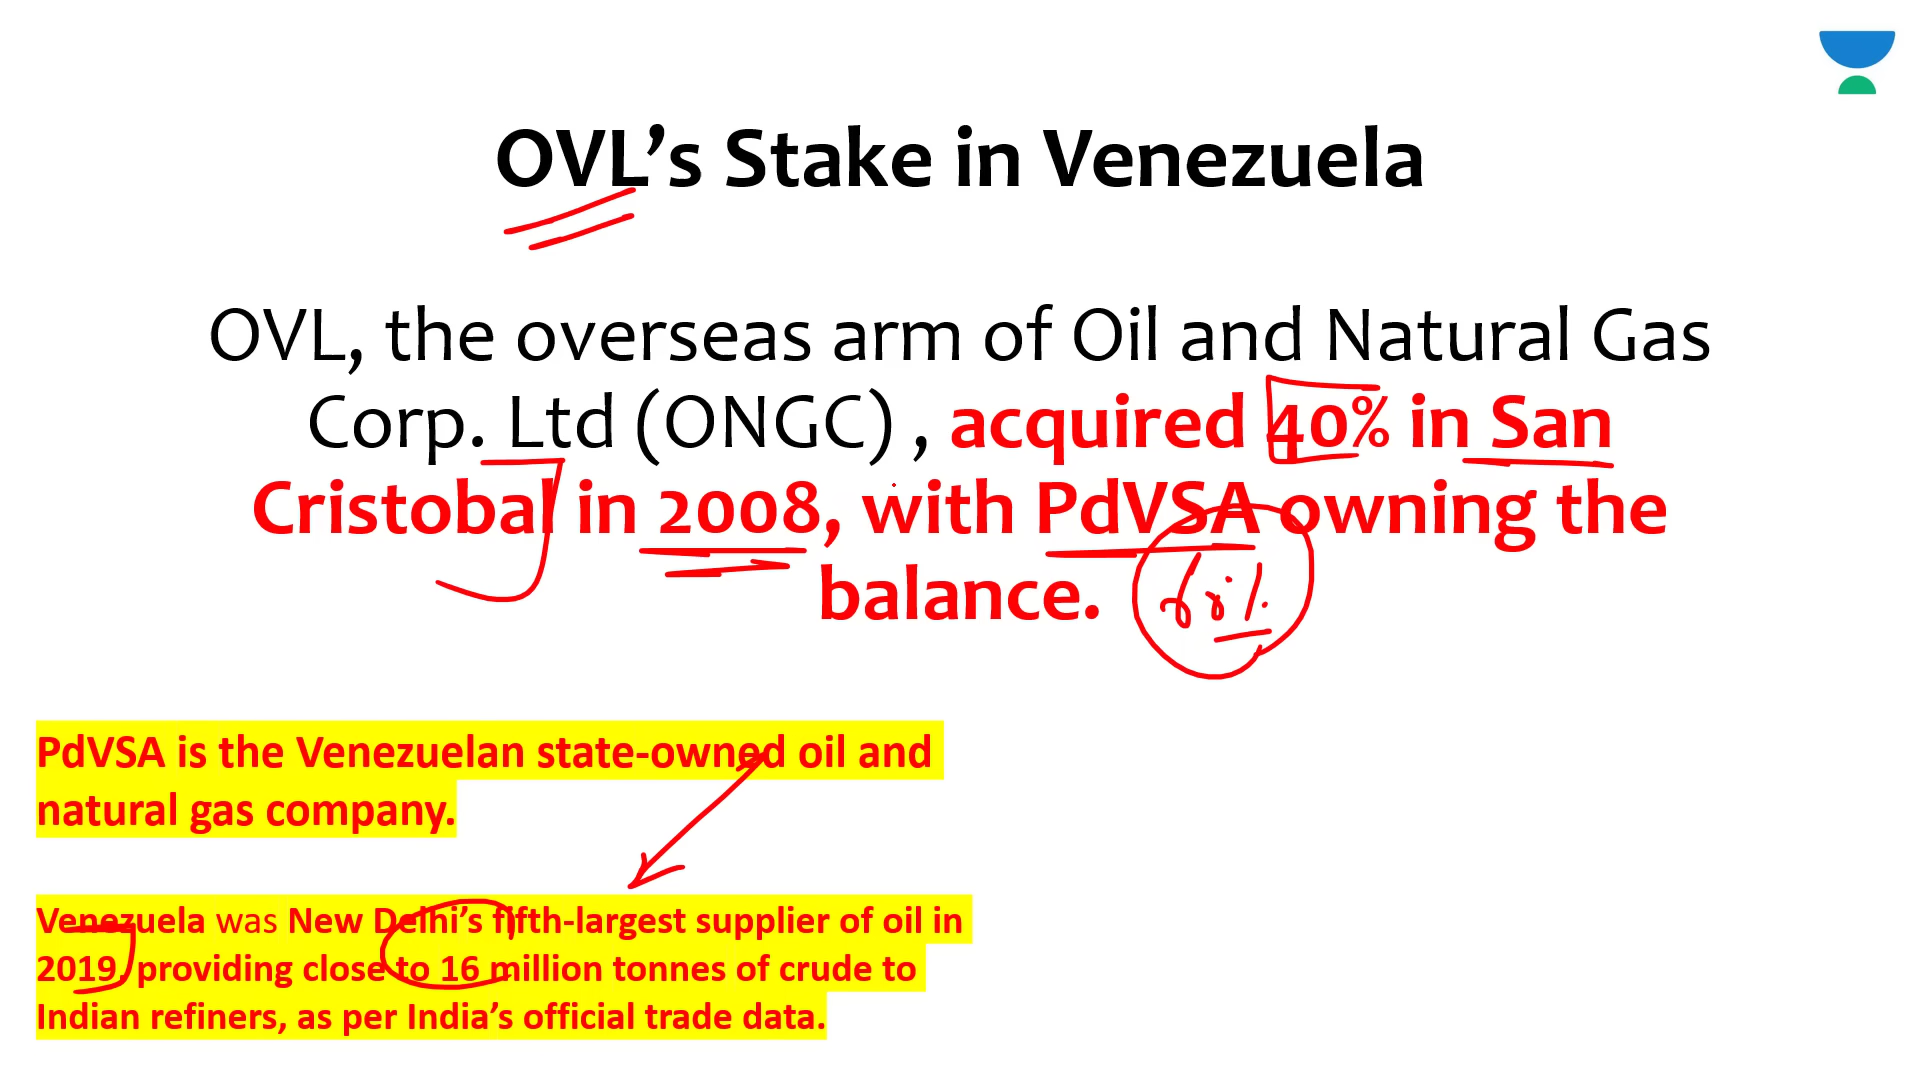 OVL’s Stake in Venezuela
OVL, the overseas arm of Oil and Natural Gas
Corp. Ltd (ONGC) , acquired 40% in San
Cristobal in 2008, with PdVSA owning the
balance. 60%
PdVSA is the Venezuelan state-owned oil and
natural gas company.
Venezuela was New Delhi’s fifth-largest supplier of oil in
2019, providing close to 16 million tonnes of crude to
Indian refiners, as per India’s official trade data.